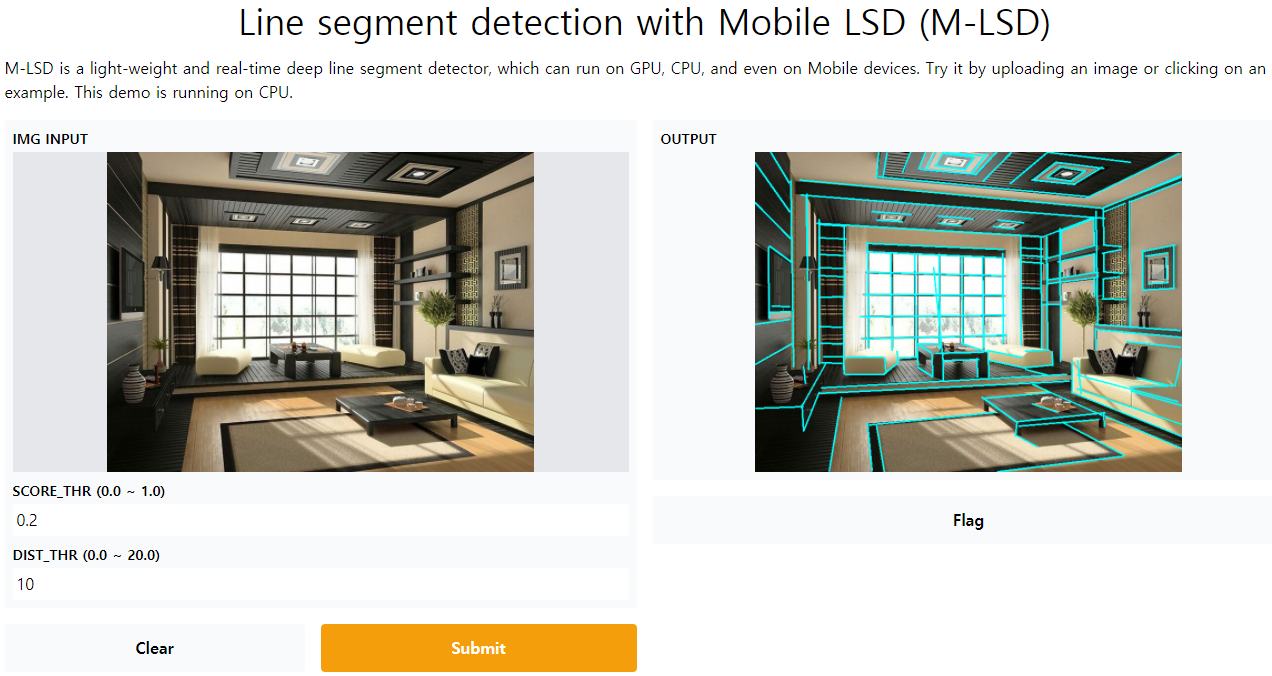 Line segment detection with Mobile LSD (M-LSD)
M-LSD is a light-weight and real-time deep line segment detector, which can run on GPU, CPU, and even on Mobile devices. Try it by uploading an image or clicking on an
example. This demo is running on CPU.
IMG INPUT
OUTPUT
SCORE_THR (0.0 ~ 1.0)
0.2
Flag
DIST_THR (0.0 ~ 20.0)
10
Clear
Submit